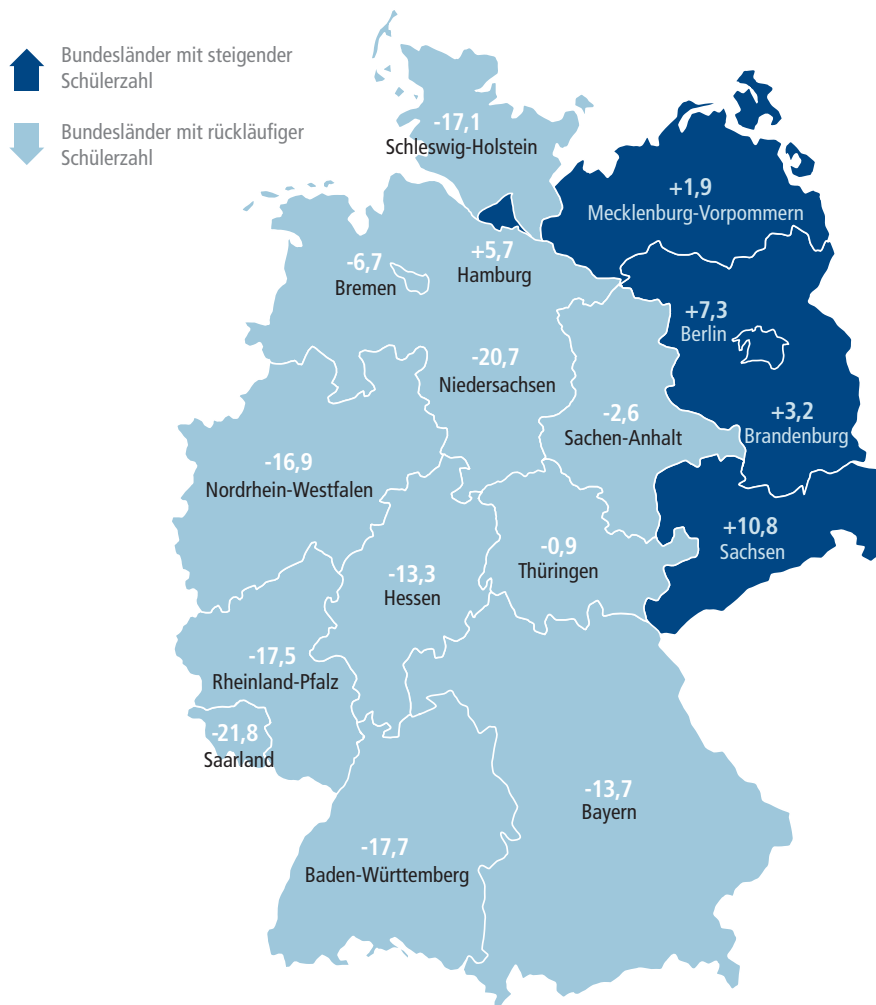 Bundesländer mit steigender
Schülerzahl
Bundesländer mit rückläufiger
Schülerzahl
-17,1
Schleswig-Holstein
+1,9
Mecklenburg-Vorpommern
-6,7
Bremen
+5,7
Hamburg
+7,3
Berlin
-20,7
Niedersachsen
-2,6
Sachen-Anhalt
+3,2
Brandenburg
-16,9
Nordrhein-Westfalen
+10,8
Sachsen
-0,9
Thüringen
-13,3
Hessen
-17,5
Rheinland-Pfalz
-21,8
Saarland
-13,7
Bayern
-17,7
Baden-Württemberg